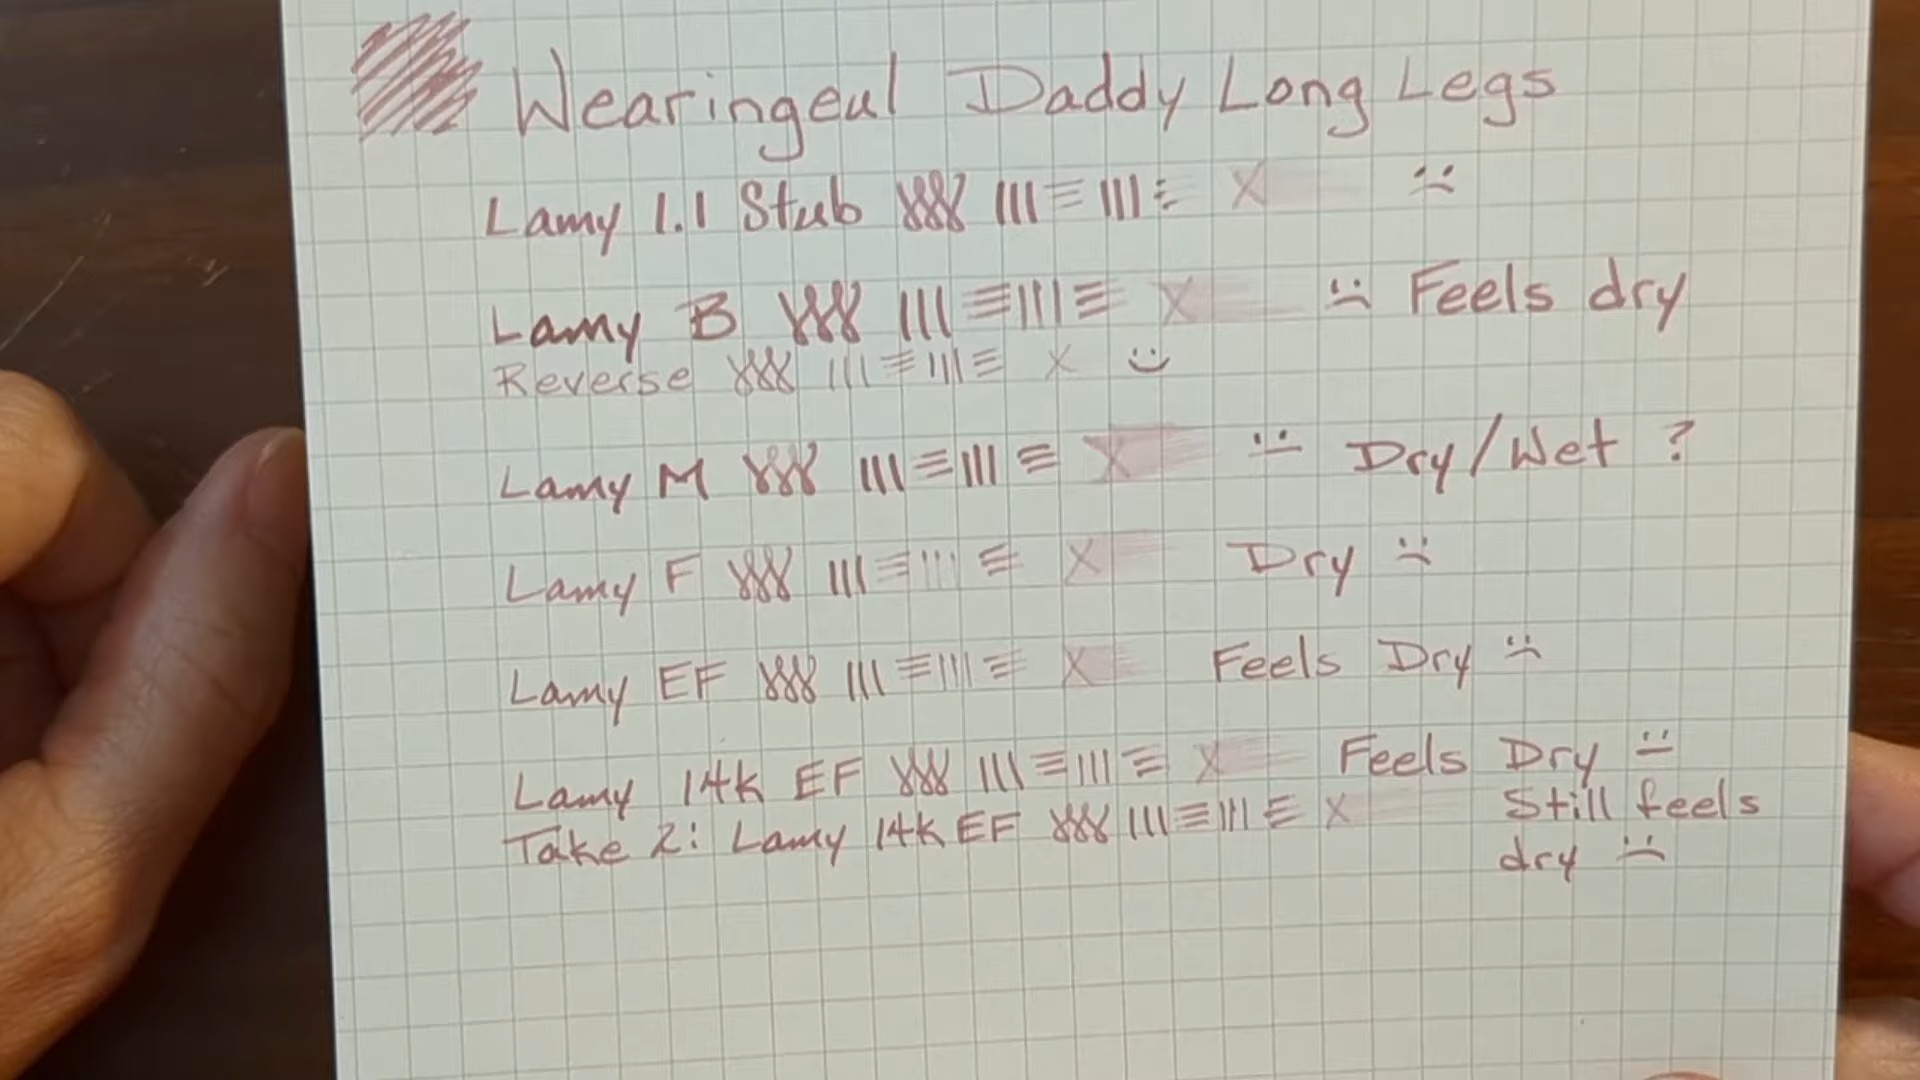 Wearingeul Daddy Long Legs
Lamy 1.1 Stub X
Lamy B X Feels dry
Reverse X
Lamy M X Dry/Wet ?
Lamy F X Dry
Lamy EF X Feels Dry
Lamy 14k EF X Feels Dry
Take 2: Lamy 14k EF X Still feels
dry